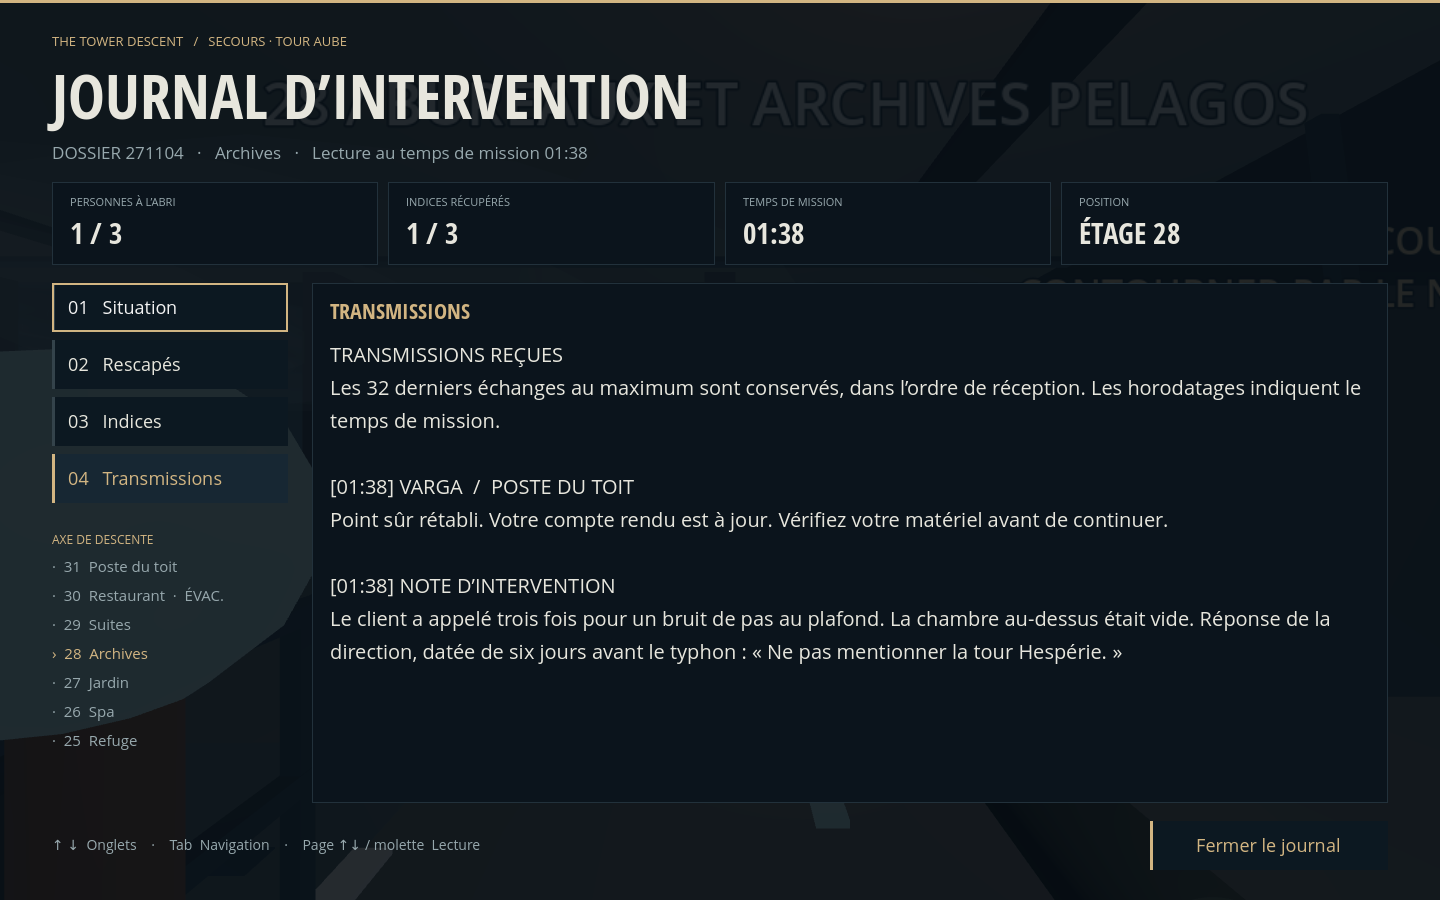 THE TOWER DESCENT / SECOURS · TOUR AUBE
JOURNAL D’INTERVENTION
ET ARCHIVES PELAGOS
DOSSIER 271104 · Archives · Lecture au temps de mission 01:38
PERSONNES À L'ABRI
1 / 3
INDICES RÉCUPÉRÉS
1 / 3
TEMPS DE MISSION
01:38
POSITION
ÉTAGE 28
01 Situation
02 Rescapés
03 Indices
04 Transmissions
AXE DE DESCENTE
· 31 Poste du toit
· 30 Restaurant · ÉVAC.
· 29 Suites
› 28 Archives
· 27 Jardin
· 26 Spa
· 25 Refuge
TRANSMISSIONS
TRANSMISSIONS REÇUES
Les 32 derniers échanges au maximum sont conservés, dans l’ordre de réception. Les horodatages indiquent le
temps de mission.
[01:38] VARGA / POSTE DU TOIT
Point sûr rétabli. Votre compte rendu est à jour. Vérifiez votre matériel avant de continuer.
[01:38] NOTE D’INTERVENTION
Le client a appelé trois fois pour un bruit de pas au plafond. La chambre au-dessus était vide. Réponse de la
direction, datée de six jours avant le typhon : « Ne pas mentionner la tour Hespérie. »
↑ ↓ Onglets · Tab Navigation · Page ↑↓ / molette Lecture
Fermer le journal